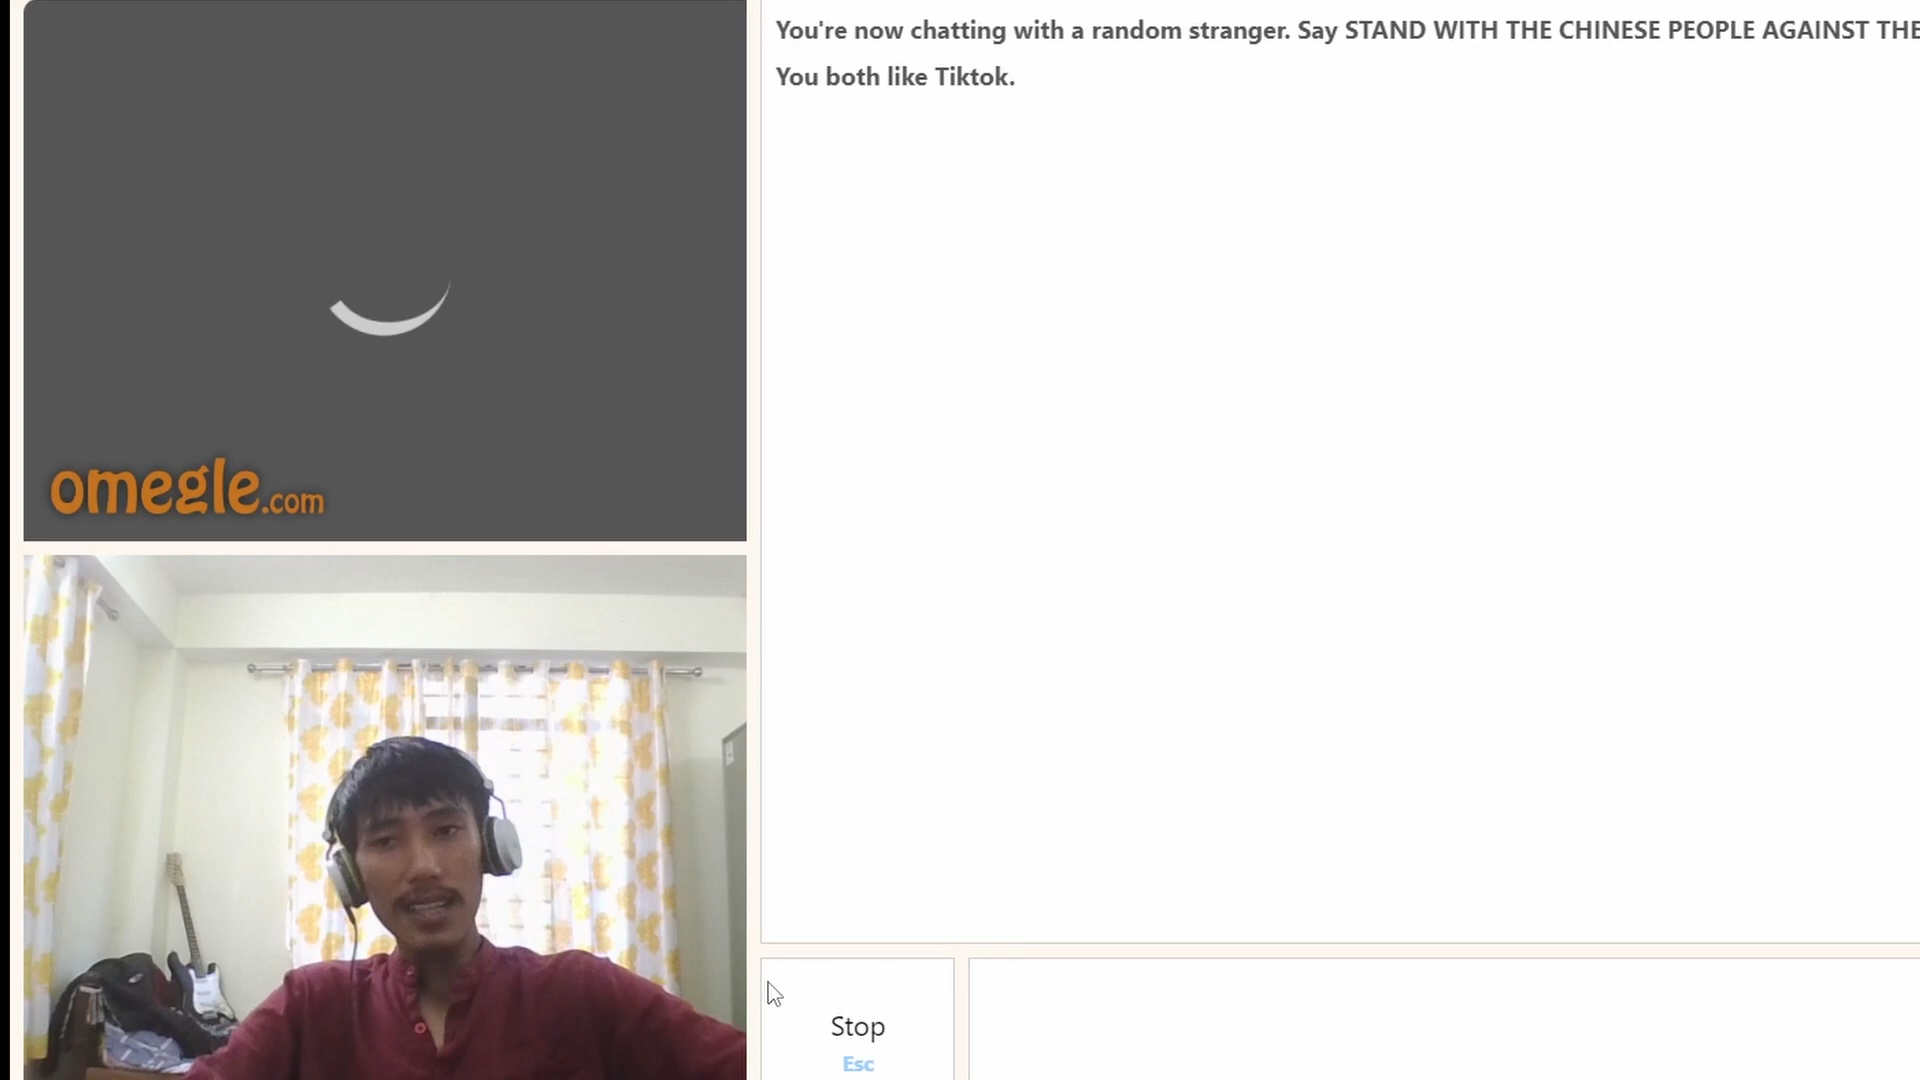 You're now chatting with a random stranger. Say STAND WITH THE CHINESE PEOPLE AGAINST THE
You both like Tiktok.
omegle.com
Stop
Esc